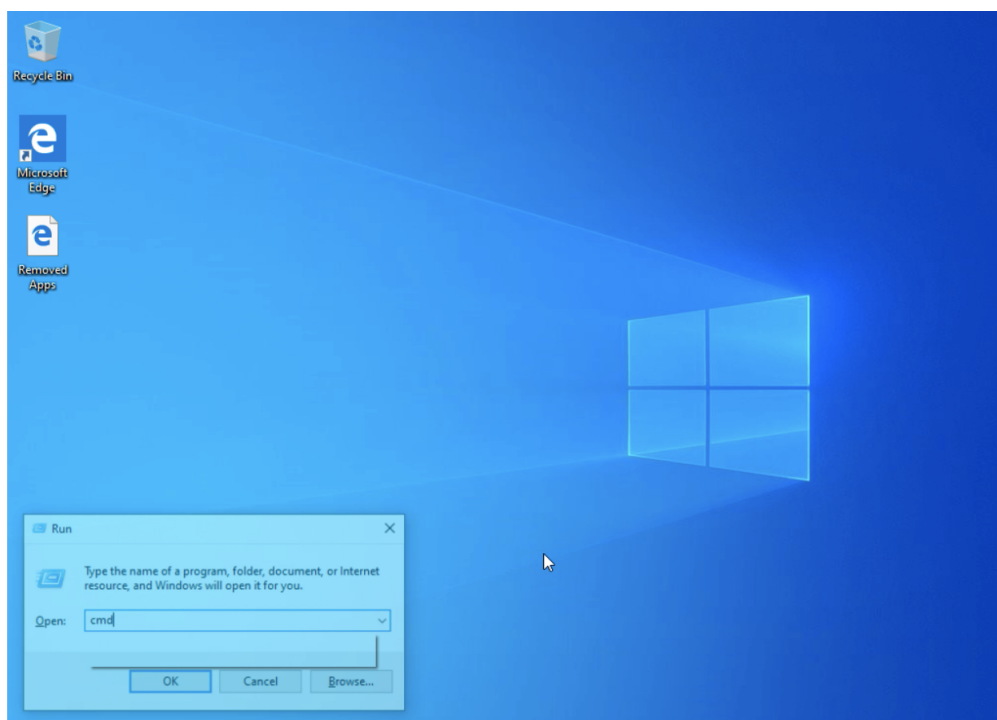 Recycle Bin
Microsoft
Edge
Removed
Apps
Run
Type the name of a program, folder, document, or Internet
resource, and Windows will open it for you.
Open: cmd
OK Cancel Browse...